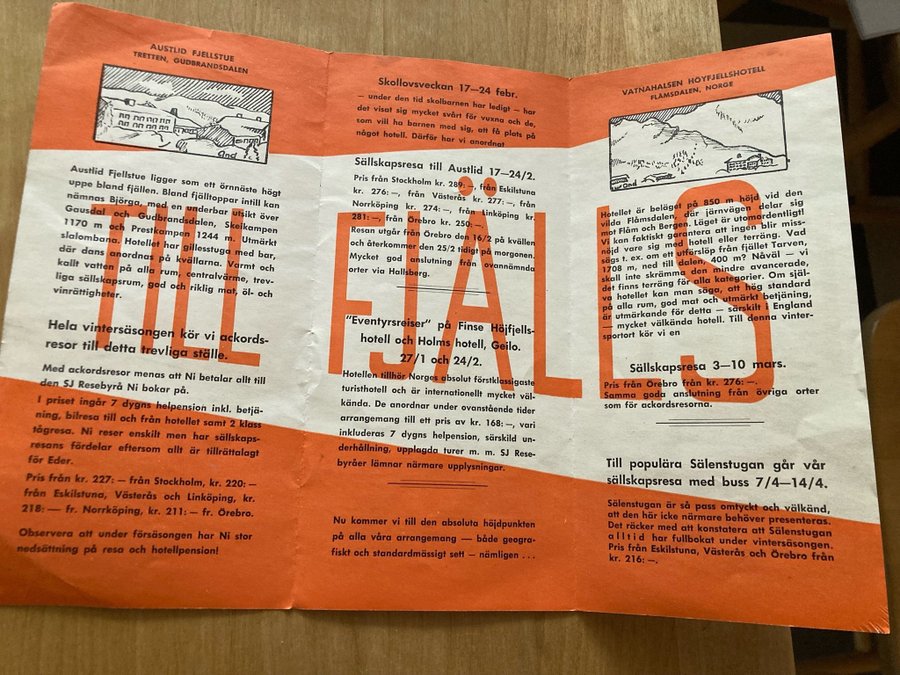 AUSTLID FJELLSTUE
TRETTEN, GUDBRANDSDALEN
Austlid Fjellstue ligger som ett örnnäste högt
uppe bland fjällen. Bland fjälltoppar intill kan
nämnas Björga, med en underbar utsikt över
Gausdal och Gudbrandsdalen, Skeikampen
1170 m och Prestkampen 1244 m. Utmärkt
slalombana. Hotellet har gillesstuga med bar,
där dans anordnas på kvällarna. Varmt och
kallt vatten på alla rum, centralvärme, trev-
liga sällskapsrum, god och riklig mat, öl- och
vinrättigheter.
Hela vintersäsongen kör vi ackords-
resor till detta trevliga ställe.
Med ackordsresor menas att Ni betalar allt till
den SJ Resebyrå Ni bokar på.
I priset ingår 7 dygns helpension inkl. betjä-
ning, bilresa till och från hotellet samt 2 klass
tågresa. Ni reser enskilt men har sällskaps-
resans fördelar eftersom allt är tillrättalagt
för Eder.
Pris från kr. 227: — från Stockholm, kr. 220: —
från Eskilstuna, Västerås och Linköping, kr.
218: — fr. Norrköping, kr. 211: — fr. Örebro.
Observera att under försäsongen har Ni stor
nedsättning på resa och hotellpension!
Skollovsveckan 17—24 febr.
— under den tid skolbarnen har ledigt — har
det visat sig mycket svårt för vuxna och de,
som vill ha barnen med sig, att få plats på
något hotell. Därför har vi anordnat
Sällskapsresa till Austlid 17—24/2.
Pris från Stockholm kr. 289: —, från Eskilstuna
kr. 276: —, från Västerås kr. 277: —, från
Norrköping kr. 274: —, från Linköping kr.
281: —, från Örebro kr. 250: —.
Resan utgår från Örebro den 16/2 på kvällen
och återkommer den 25/2 tidigt på morgonen.
Mycket god anslutning från ovannämnda
orter via Hallsberg.
"Eventyrsreiser" på Finse Höjfjells-
hotell och Holms hotell, Geilo.
27/1 och 24/2.
Hotellen tillhör Norges absolut förstklassigaste
turisthotell och är internationellt mycket väl-
kända. De anordnar under ovanstående tider
arrangemang till ett pris av kr. 168: —, vari
inkluderas 7 dygns helpension, särskild un-
derhållning, upplagda turer m. m. SJ Rese-
byråer lämnar närmare upplysningar.
Nu kommer vi till den absoluta höjdpunkten
på alla våra arrangemang — både geogra-
fiskt och standardmässigt sett — nämligen . . .
VATNAHALSEN HÖYFJELLSHOTELL
FLÅMSDALEN, NORGE
Hotellet är beläget på 850 m höjd vid den
vilda Flåmsdalen, där järnvägen delar sig
mot Flåm och Bergen. Läget är utomordentligt!
Vi kan faktiskt garantera att ingen blir miss-
nöjd vare sig med hotell eller terräng. Vad
sägs t. ex. om ett utförslöp från fjället Tarven,
1708 m, ned till dalen, 400 m? Nåväl — vi
skall inte skrämma den mindre avancerade,
det finns terräng för alla kategorier. Om själ-
va hotellet kan man säga, att hög standard
på alla rum, god mat och utmärkt betjäning,
är utmärkande för detta — särskilt i England
— mycket välkända hotell. Till denna vinter-
sportort kör vi en
Sällskapsresa 3—10 mars.
Pris från Örebro från kr. 276: —.
Samma goda anslutning från övriga orter
som för ackordsresorna.
Till populära Sälenstugan går vår
sällskapsresa med buss 7/4—14/4.
Sälenstugan är så pass omtyckt och välkänd,
att den här icke närmare behöver presenteras.
Det räcker med att konstatera att Sälenstugan
alltid har fullbokat under vintersäsongen.
Pris från Eskilstuna, Västerås och Örebro från
kr. 216: —.
TILL FJÄLLS